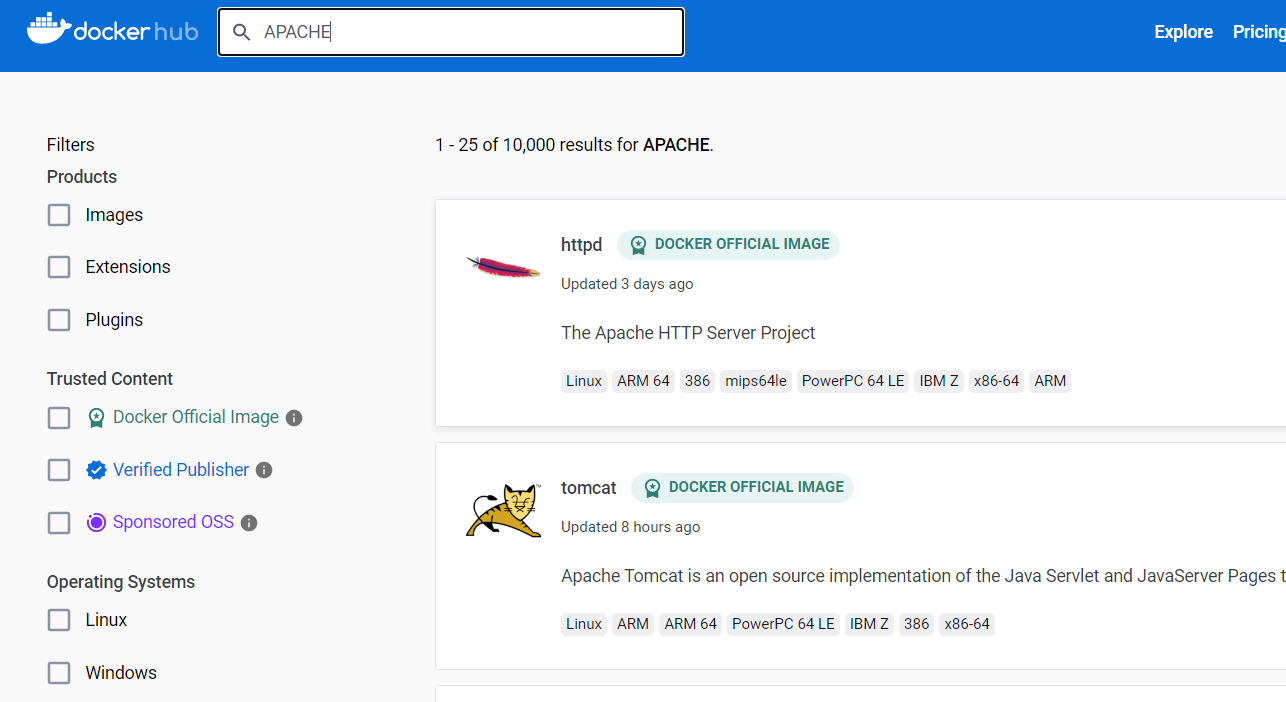 docker hub
APACHE
Explore
Pricing
Filters
Products
Images
Extensions
Plugins
Trusted Content
Docker Official Image
Verified Publisher
Sponsored OSS
Operating Systems
Linux
Windows
1 - 25 of 10,000 results for APACHE.
httpd DOCKER OFFICIAL IMAGE
Updated 3 days ago
The Apache HTTP Server Project
Linux ARM 64 386 mips64le PowerPC 64 LE IBM Z x86-64 ARM
tomcat DOCKER OFFICIAL IMAGE
Updated 8 hours ago
Apache Tomcat is an open source implementation of the Java Servlet and JavaServer Pages t
Linux ARM ARM 64 PowerPC 64 LE IBM Z 386 x86-64